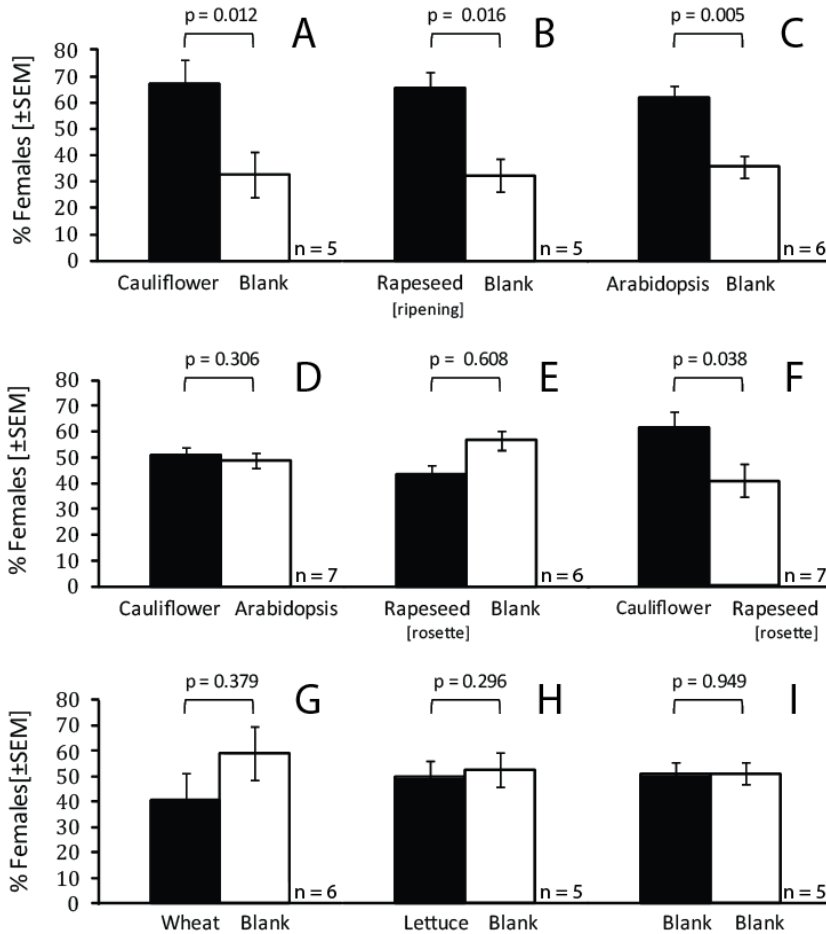 p = 0.012 A p = 0.016 B p = 0.005 C
% Females [±SEM]
80
70
60
50
40
30
20
10
0
n = 5 n = 5 n = 6
Cauliflower Blank Rapeseed Blank Arabidopsis Blank
[ripening]
p = 0.306 D p = 0.608 E p = 0.038 F
% Females [±SEM]
80
70
60
50
40
30
20
10
0
n = 7 n = 6 n = 7
Cauliflower Arabidopsis Rapeseed Blank Cauliflower Rapeseed
[rosette] [rosette]
p = 0.379 G p = 0.296 H p = 0.949 I
% Females[±SEM]
80
70
60
50
40
30
20
10
0
n = 6 n = 5 n = 5
Wheat Blank Lettuce Blank Blank Blank